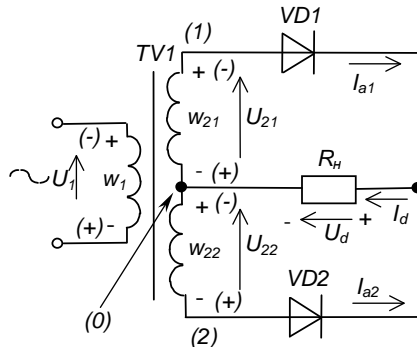 (1)
VD1
TV1
+ (-)
I_a1
w_21
U_21
(-) +
U_1
w_1
- (+)
R_н
+ (-)
- +
I_d
U_d
(+) -
w_22
U_22
VD2
I_a2
- (+)
(0)
(2)